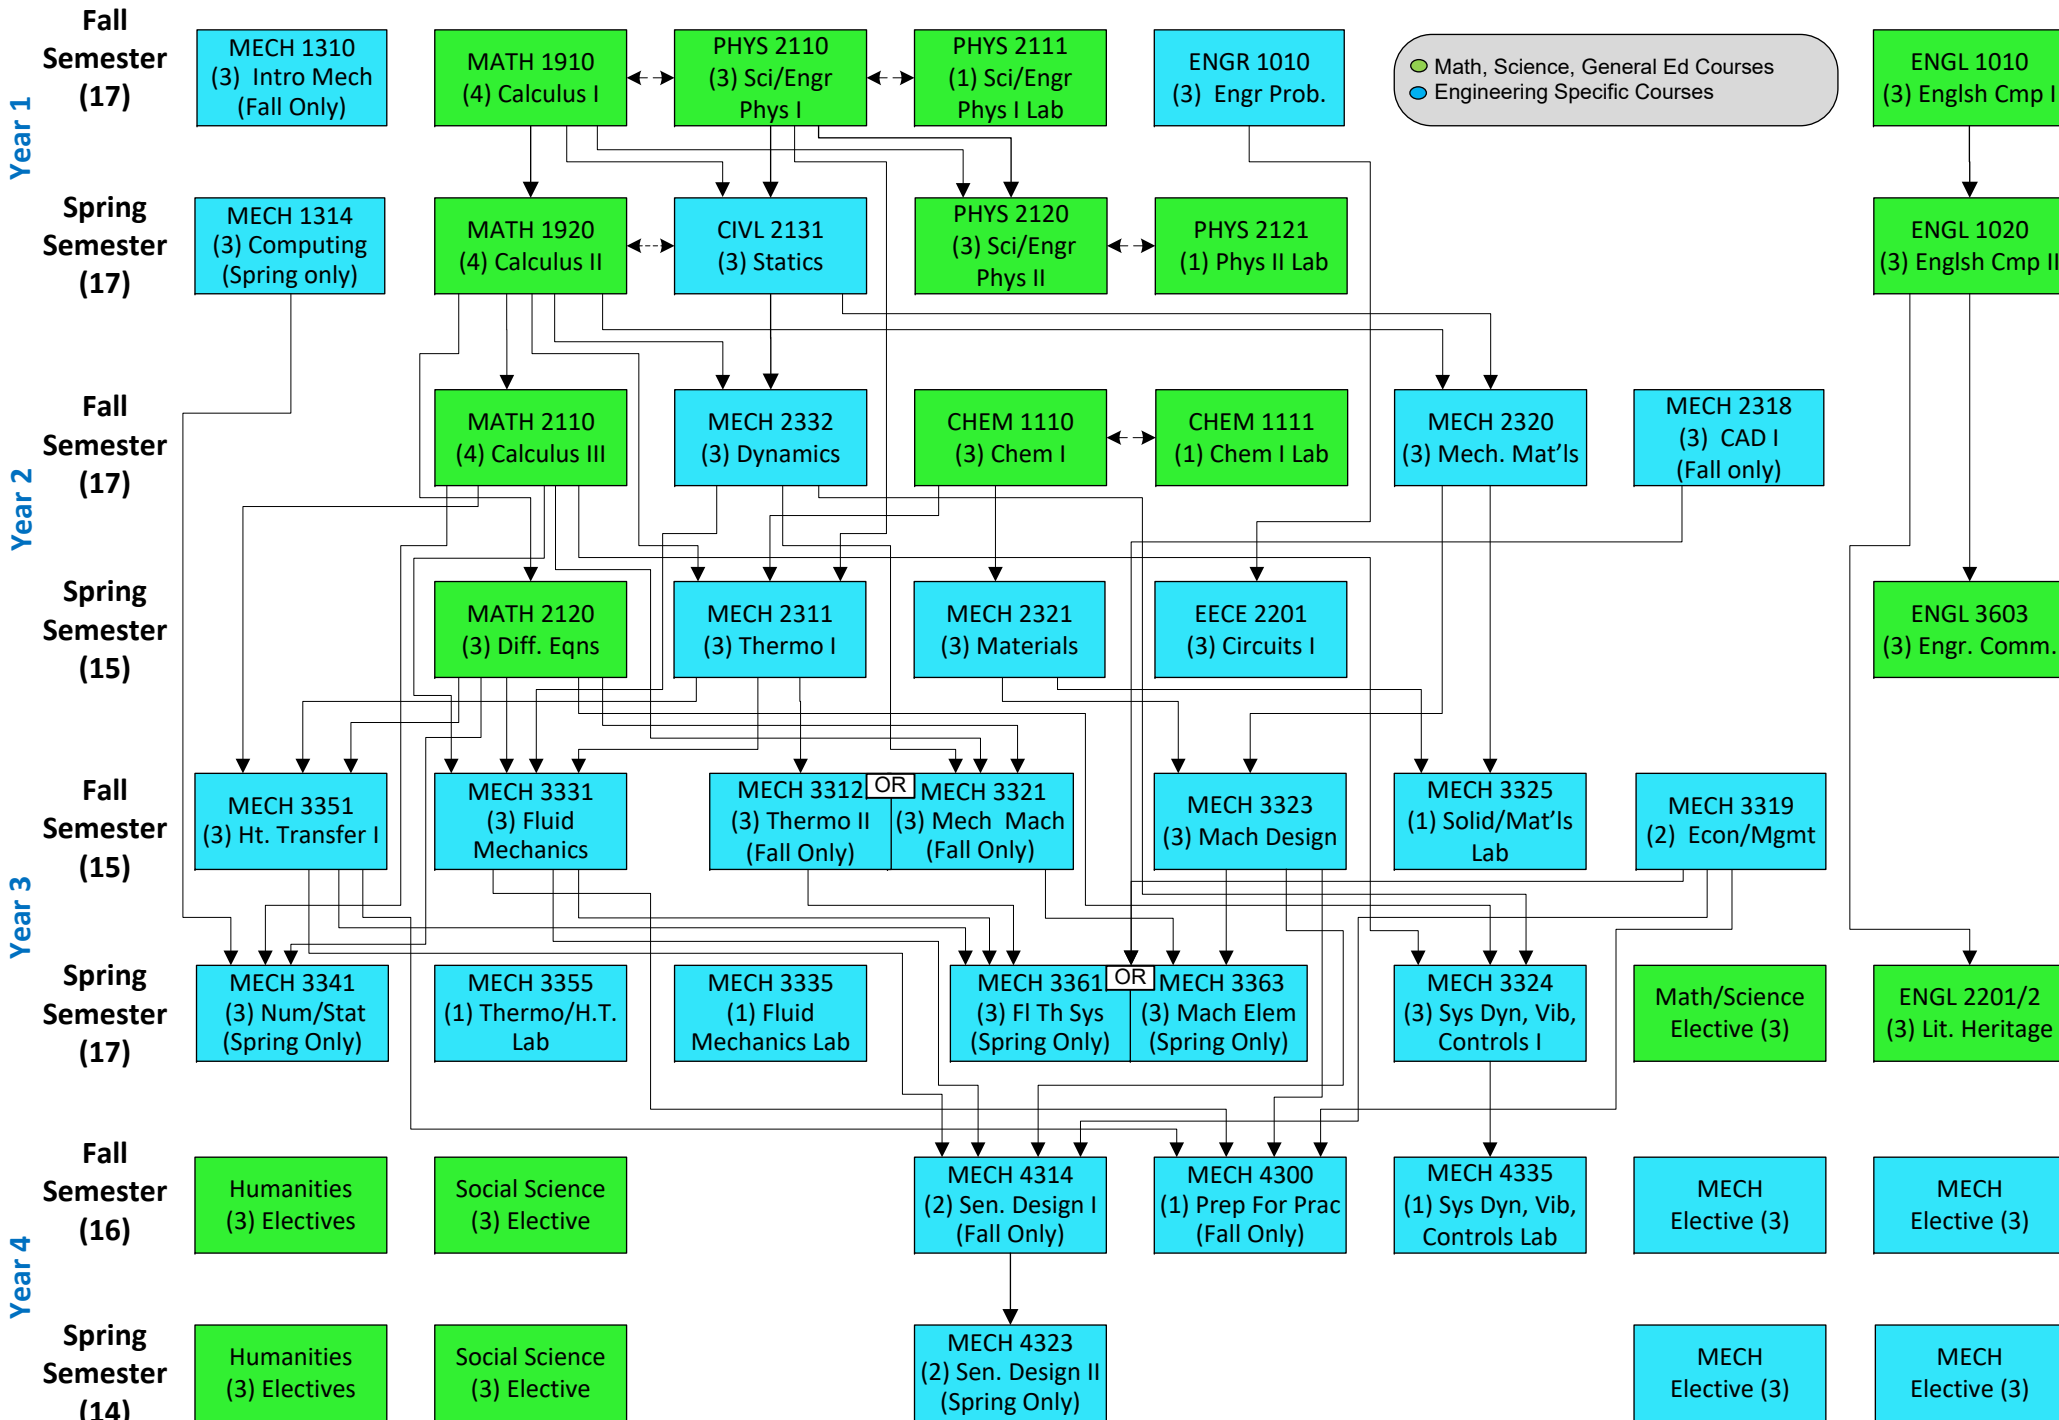 Year 1
Fall
Semester
(17)
MECH 1310
(3)  Intro Mech
(Fall Only)
MATH 1910
(4) Calculus I
PHYS 2110
(3) Sci/Engr
Phys I
PHYS 2111
(1) Sci/Engr
Phys I Lab
ENGR 1010
(3)  Engr Prob.
Math, Science, General Ed Courses
Engineering Specific Courses
ENGL 1010
(3) Englsh Cmp I
Spring
Semester
(17)
MECH 1314
(3) Computing
(Spring only)
MATH 1920
(4) Calculus II
CIVL 2131
(3) Statics
PHYS 2120
(3) Sci/Engr
Phys II
PHYS 2121
(1) Phys II Lab
ENGL 1020
(3) Englsh Cmp II
Year 2
Fall
Semester
(17)
MATH 2110
(4) Calculus III
MECH 2332
(3) Dynamics
CHEM 1110
(3) Chem I
CHEM 1111
(1) Chem I Lab
MECH 2320
(3) Mech. Mat’ls
MECH 2318
(3)  CAD I
(Fall only)
Spring
Semester
(15)
MATH 2120
(3) Diff. Eqns
MECH 2311
(3) Thermo I
MECH 2321
(3) Materials
EECE 2201
(3) Circuits I
ENGL 3603
(3) Engr. Comm.
Year 3
Fall
Semester
(15)
MECH 3351
(3) Ht. Transfer I
MECH 3331
(3) Fluid
Mechanics
MECH 3312
(3) Thermo II
(Fall Only)
OR
MECH 3321
(3) Mech  Mach
(Fall Only)
MECH 3323
(3) Mach Design
MECH 3325
(1) Solid/Mat’ls
Lab
MECH 3319
(2)  Econ/Mgmt
Spring
Semester
(17)
MECH 3341
(3) Num/Stat
(Spring Only)
MECH 3355
(1) Thermo/H.T.
Lab
MECH 3335
(1) Fluid
Mechanics Lab
MECH 3361
(3) Fl Th Sys
(Spring Only)
OR
MECH 3363
(3) Mach Elem
(Spring Only)
MECH 3324
(3) Sys Dyn, Vib,
Controls I
Math/Science
Elective (3)
ENGL 2201/2
(3) Lit. Heritage
Year 4
Fall
Semester
(16)
Humanities
(3) Electives
Social Science
(3) Elective
MECH 4314
(2) Sen. Design I
(Fall Only)
MECH 4300
(1) Prep For Prac
(Fall Only)
MECH 4335
(1) Sys Dyn, Vib,
Controls Lab
MECH
Elective (3)
MECH
Elective (3)
Spring
Semester
(14)
Humanities
(3) Electives
Social Science
(3) Elective
MECH 4323
(2) Sen. Design II
(Spring Only)
MECH
Elective (3)
MECH
Elective (3)